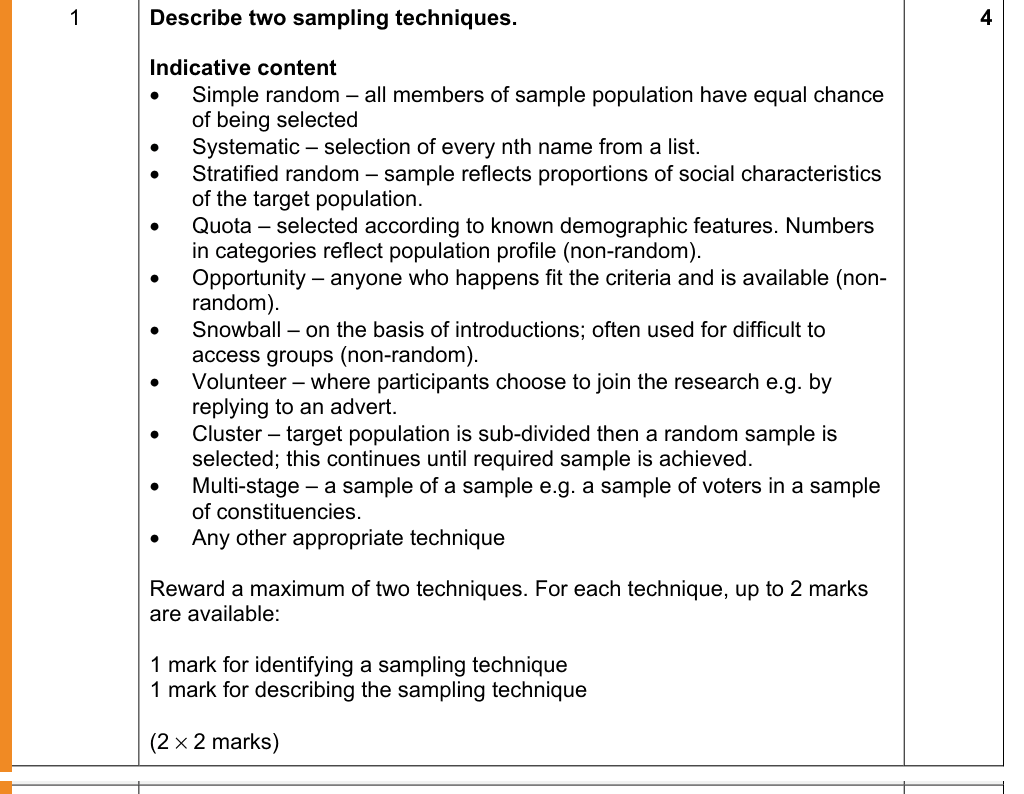 1 Describe two sampling techniques. 4
Indicative content
• Simple random – all members of sample population have equal chance
of being selected
• Systematic – selection of every nth name from a list.
• Stratified random – sample reflects proportions of social characteristics
of the target population.
• Quota – selected according to known demographic features. Numbers
in categories reflect population profile (non-random).
• Opportunity – anyone who happens fit the criteria and is available (non-
random).
• Snowball – on the basis of introductions; often used for difficult to
access groups (non-random).
• Volunteer – where participants choose to join the research e.g. by
replying to an advert.
• Cluster – target population is sub-divided then a random sample is
selected; this continues until required sample is achieved.
• Multi-stage – a sample of a sample e.g. a sample of voters in a sample
of constituencies.
• Any other appropriate technique
Reward a maximum of two techniques. For each technique, up to 2 marks
are available:
1 mark for identifying a sampling technique
1 mark for describing the sampling technique
(2 × 2 marks)